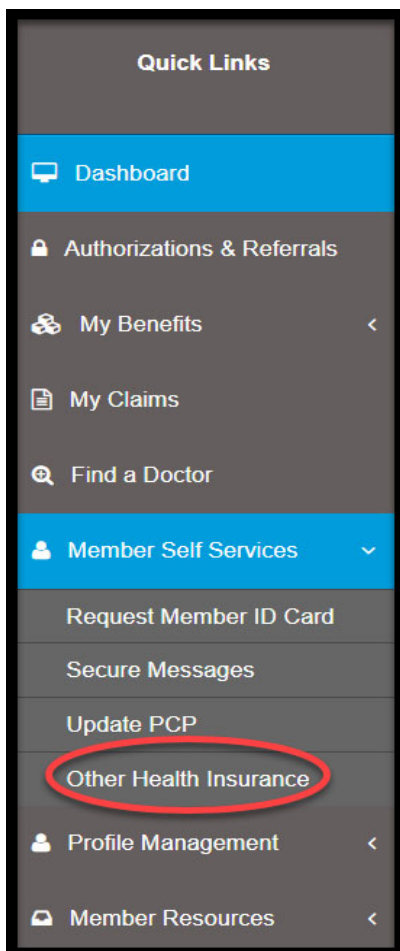 Quick Links
Dashboard
Authorizations & Referrals
My Benefits
My Claims
Find a Doctor
Member Self Services
Request Member ID Card
Secure Messages
Update PCP
Other Health Insurance
Profile Management
Member Resources